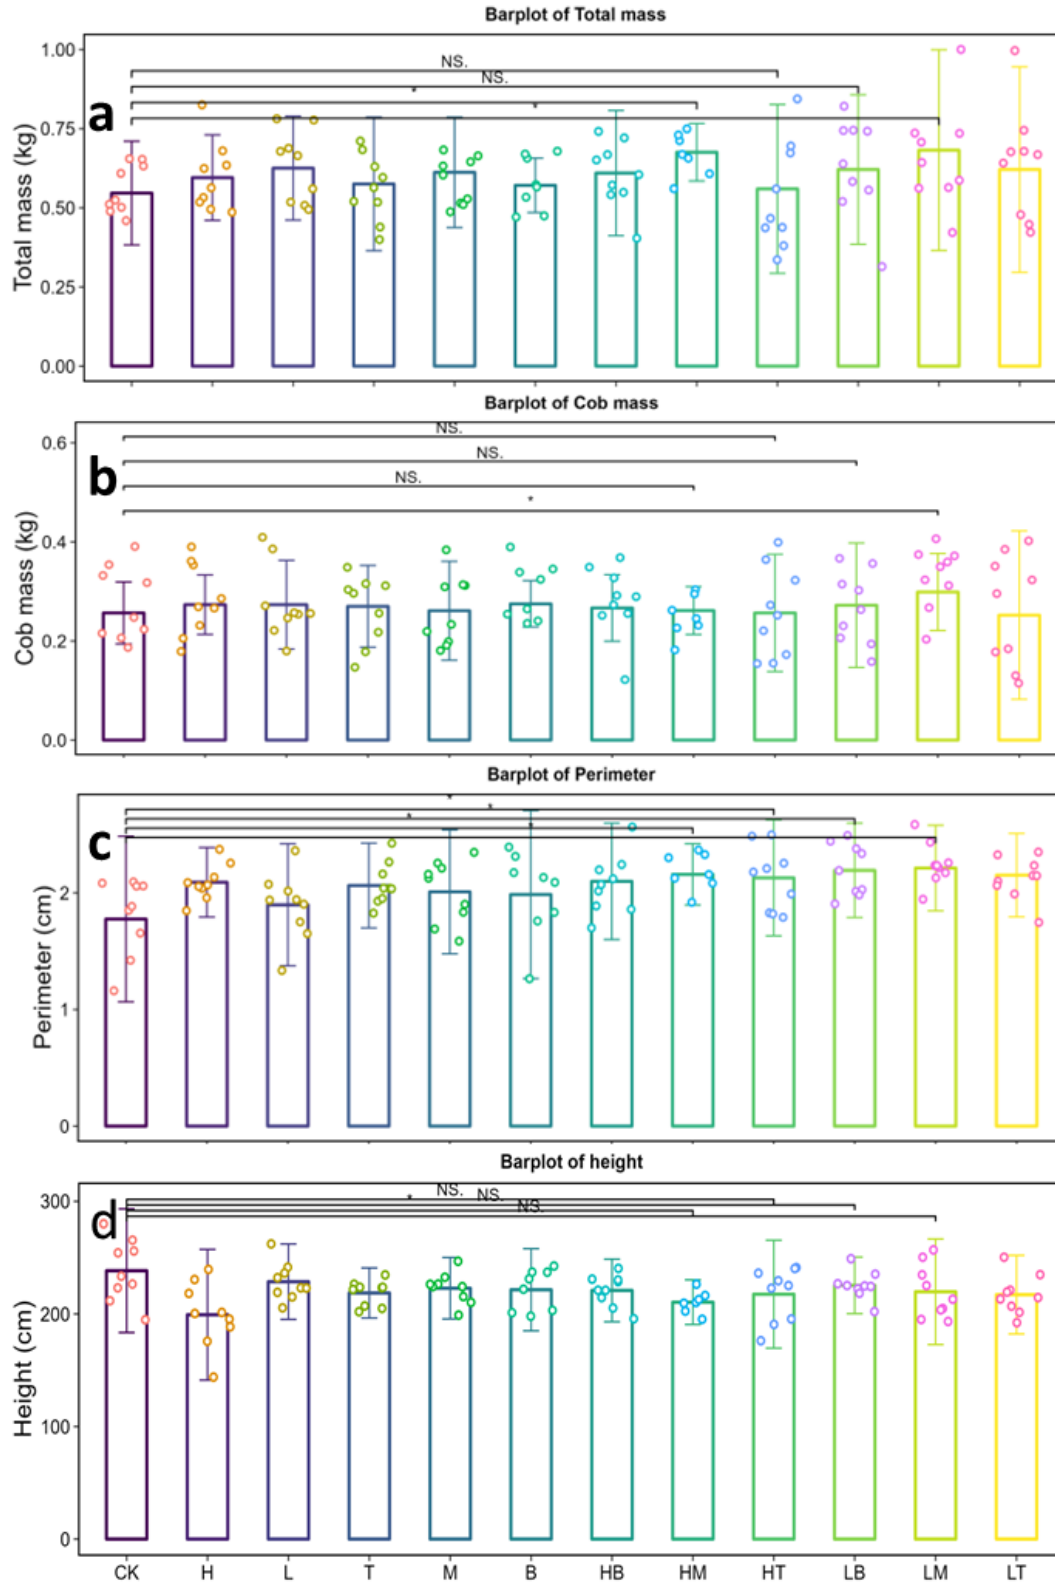 Barplot of Total mass
a
Total mass (kg)
1.00
0.75
0.50
0.25
0.00
NS.
NS.
*
*
Barplot of Cob mass
b
Cob mass (kg)
0.6
0.4
0.2
0.0
NS.
NS.
NS.
*
Barplot of Perimeter
c
Perimeter (cm)
2
1
0
*
*
*
*
Barplot of height
d
Height (cm)
300
200
100
0
NS.
NS.
*
NS.
CK H L T M B HB HM HT LB LM LT